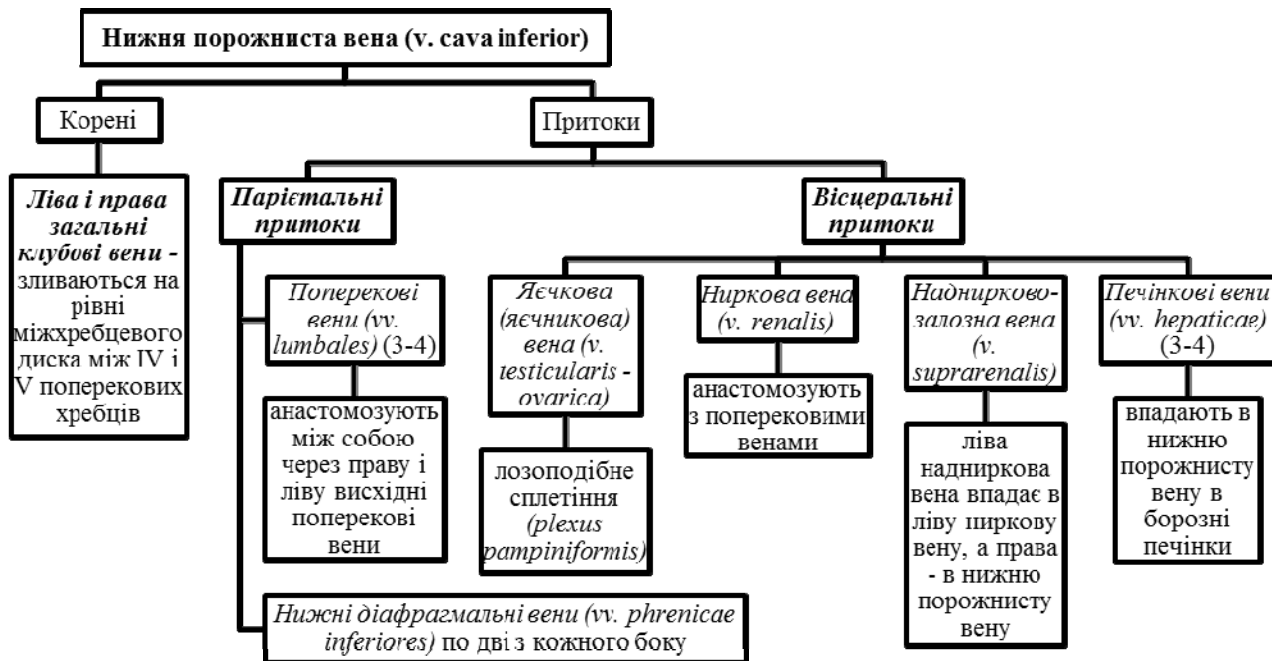 Нижня порожниста вена (v. cava inferior)
Корені
Притоки
Ліва і права
загальні
клубові вени -
зливаються на
рівні
міжхребцевого
диска між IV і
V поперекових
хребців
Парієтальні
притоки
Поперекові
вени (vv.
lumbales) (3-4)
анастомозують
між собою
через праву і
ліву висхідні
поперекові
вени
Нижні діафрагмальні вени (vv. phrenicae
inferiores) по дві з кожного боку
Вісцеральні
притоки
Яєчкова
(яєчникова)
вена (v.
testicularis -
ovarica)
лозоподібне
сплетіння
(plexus
pampiniformis)
Ниркова вена
(v. renalis)
анастомозують
з поперековими
венами
Наднирково-
залозна вена
(v.
suprarenalis)
ліва
надниркова
вена впадає в
ліву ниркову
вену, а права
- в нижню
порожнисту
вену
Печінкові вени
(vv. hepaticae)
(3-4)
впадають в
нижню
порожнисту
вену в
борозні
печінки